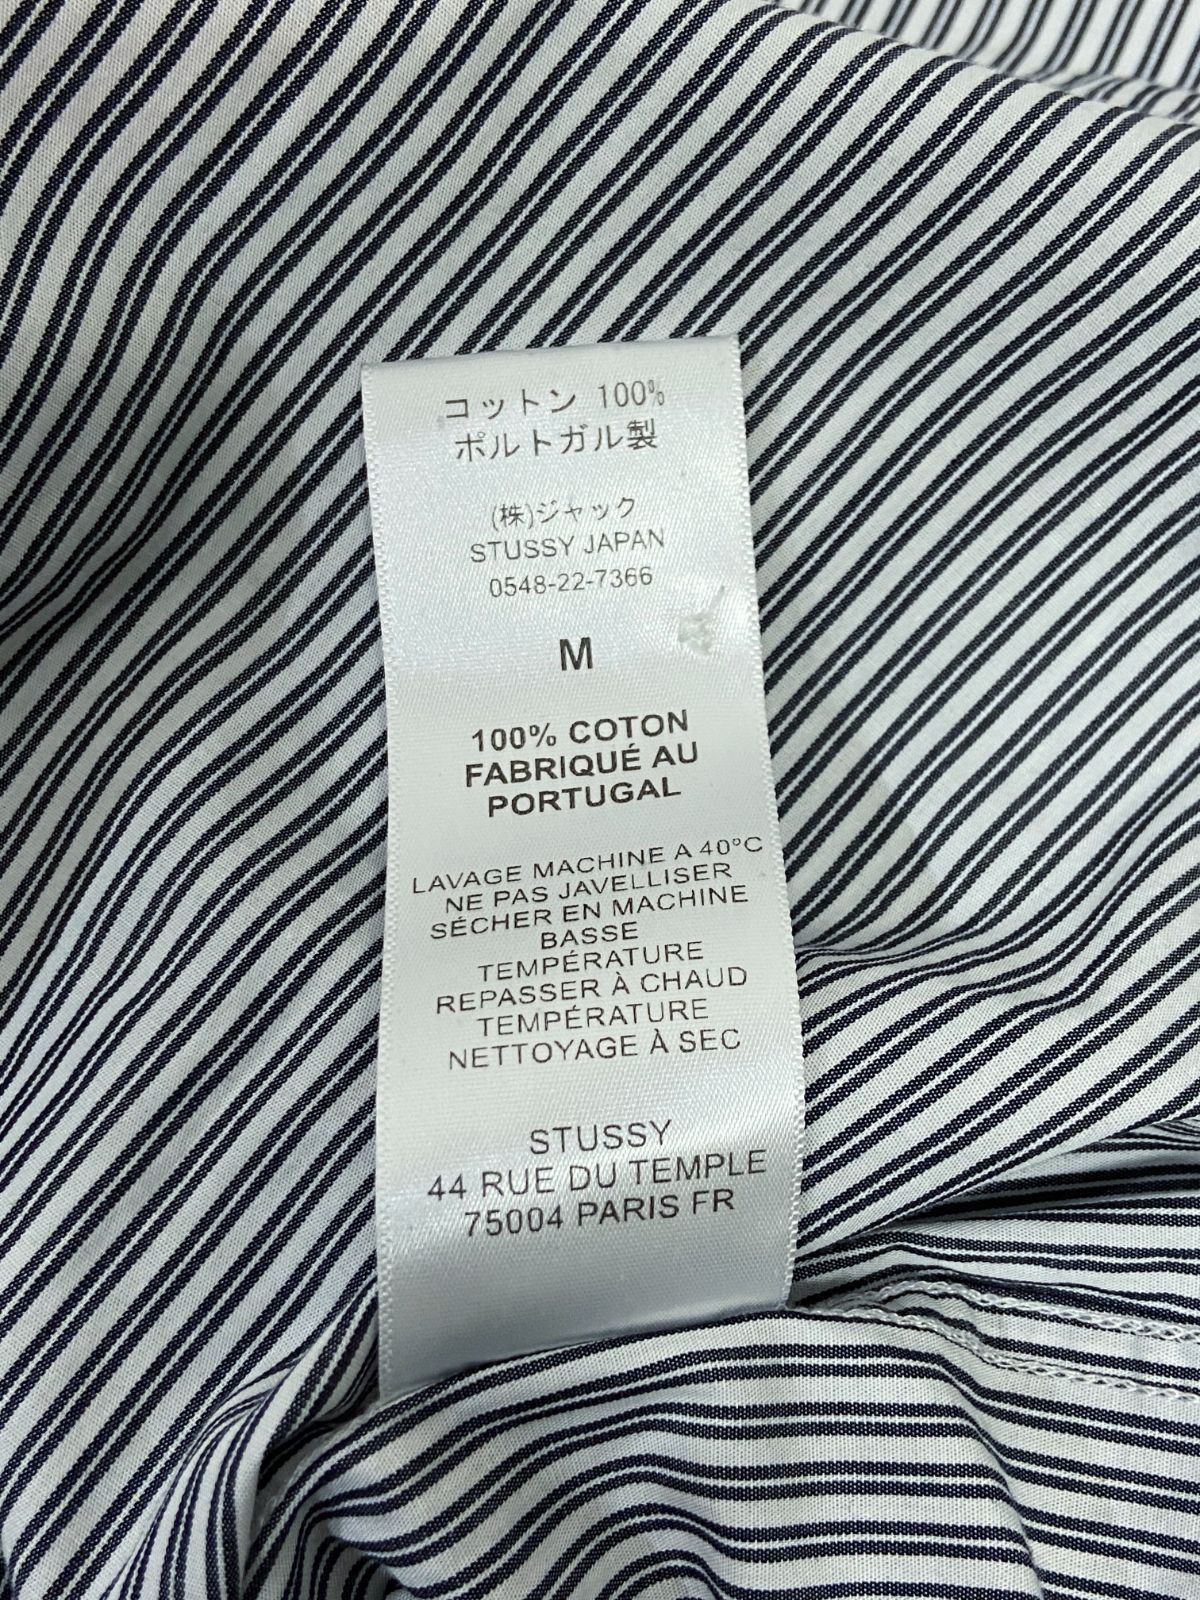 コットン 100%
ポルトガル製
(株)ジャック
STUSSY JAPAN
0548-22-7366
M
100% COTON
FABRIQUÉ AU
PORTUGAL
LAVAGE MACHINE A 40°C
NE PAS JAVELLISER
SÉCHER EN MACHINE
BASSE
TEMPÉRATURE
REPASSER À CHAUD
TEMPÉRATURE
NETTOYAGE À SEC
STUSSY
44 RUE DU TEMPLE
75004 PARIS FR